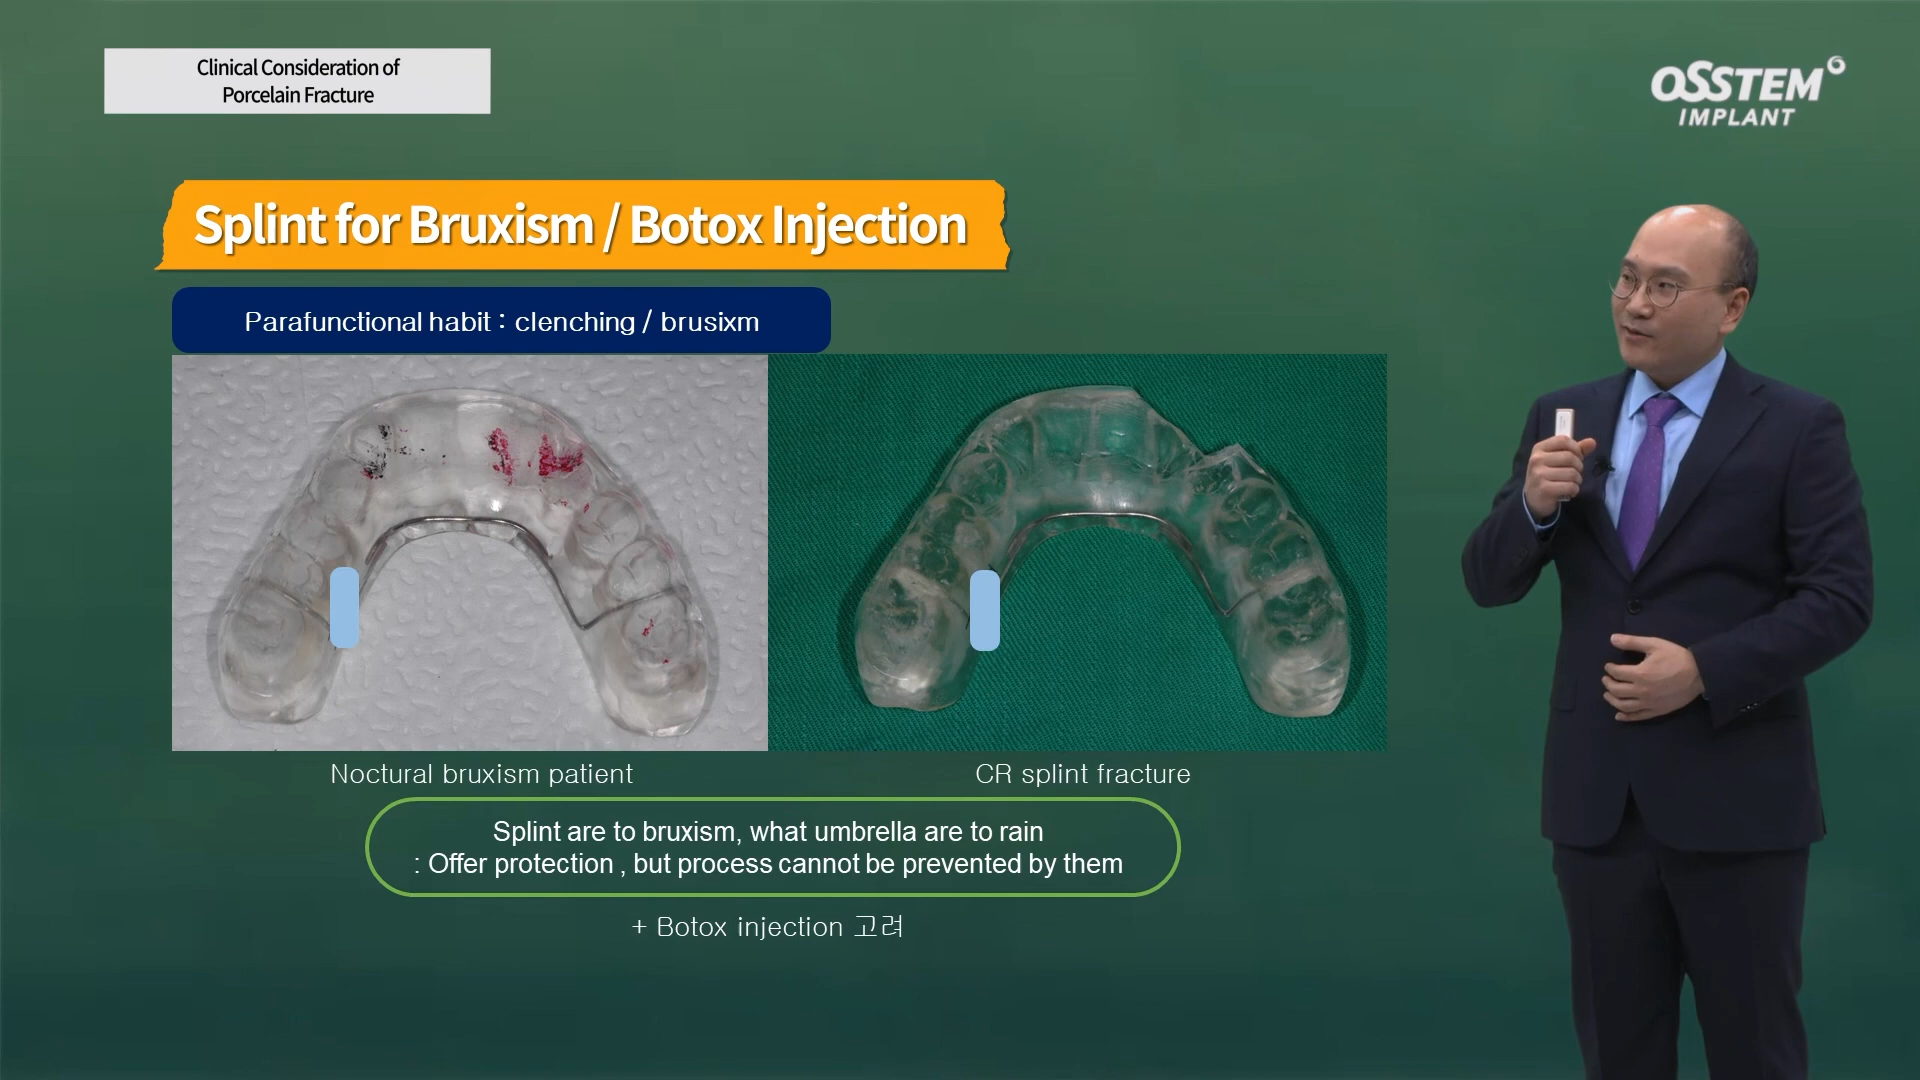 Clinical Consideration of
Porcelain Fracture
OSSTEM
IMPLANT
Splint for Bruxism / Botox Injection
Parafunctional habit : clenching / brusixm
Noctural bruxism patient
CR splint fracture
Splint are to bruxism, what umbrella are to rain
: Offer protection , but process cannot be prevented by them
+ Botox injection 고려